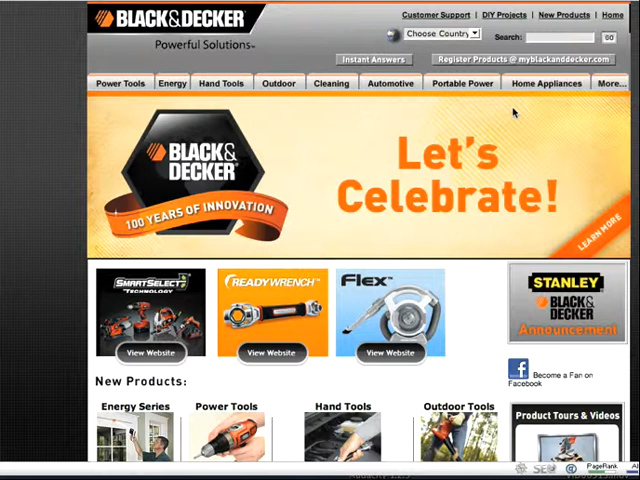 BLACK&DECKER
Powerful Solutions™
Customer Support | DIY Projects | New Products | Home
Choose Country
Search:
GO
Instant Answers
Register Products @ myblackanddecker.com
Power Tools
Energy
Hand Tools
Outdoor
Cleaning
Automotive
Portable Power
Home Appliances
More...
BLACK&
DECKER
100 YEARS OF INNOVATION
Let's
Celebrate!
LEARN MORE
SMARTSELECT
TECHNOLOGY
READYWRENCH™
Flex™
View Website
View Website
View Website
STANLEY
BLACK&
DECKER
Announcement
Become a Fan on
Facebook
New Products:
Energy Series
Power Tools
Hand Tools
Outdoor Tools
Product Tours & Videos
PageRank